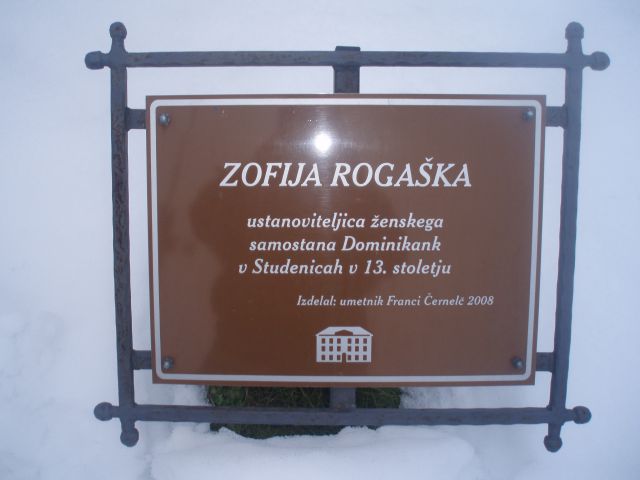 ZOFIJA ROGAŠKA
ustanoviteljica ženskega
samostana Dominikank
v Studenicah v 13. stoletju
Izdelal: umetnik Franci Černelč 2008